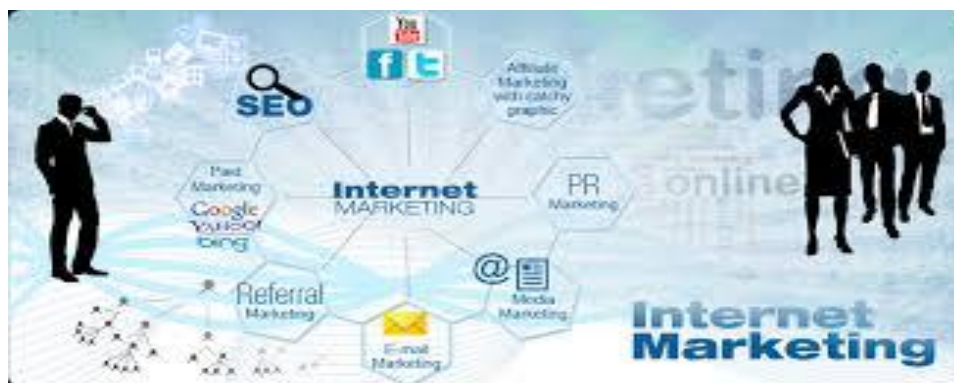 You
Tube
f
t
SEO
Affiliate
Marketing
with catchy
graphic
keting
Paid
Marketing
Google
Yahoo!
bing
Internet
MARKETING
PR
Marketing
online
@
Media
Marketing
Referral
Marketing
E-mail
Marketing
Internet
Marketing